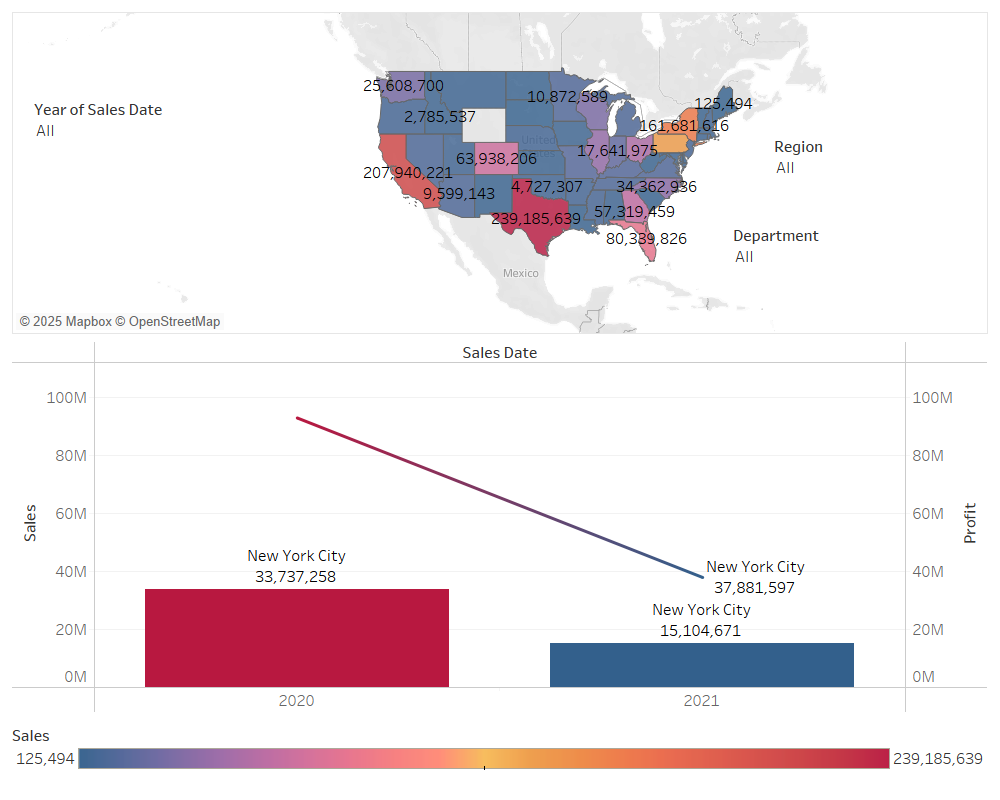 25,608,700
10,872,589
125,494
Year of Sales Date
All
2,785,537
161,681,616
Region
All
United
17,641,975
63,938,206
207,940,221
4,727,307
34,362,936
9,599,143
57,319,459
239,185,639
80,339,826
Department
All
Mexico
© 2025 Mapbox © OpenStreetMap
Sales Date
100M
100M
80M
80M
60M
60M
Sales
Profit
New York City
33,737,258
40M
New York City
37,881,597
40M
New York City
15,104,671
20M
20M
0M
0M
2020
2021
Sales
125,494
239,185,639